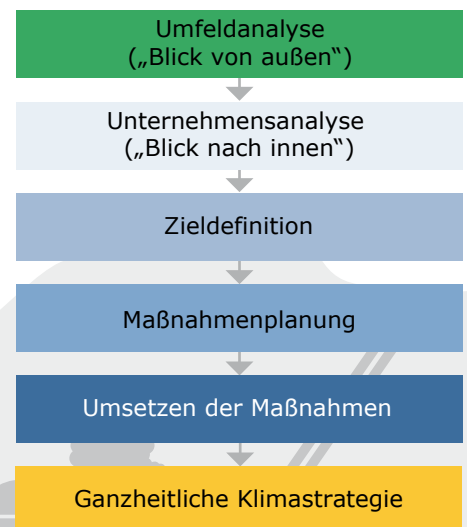 Umfeldanalyse
(„Blick von außen“)
Unternehmensanalyse
(„Blick nach innen“)
Zieldefinition
Maßnahmenplanung
Umsetzen der Maßnahmen
Ganzheitliche Klimastrategie